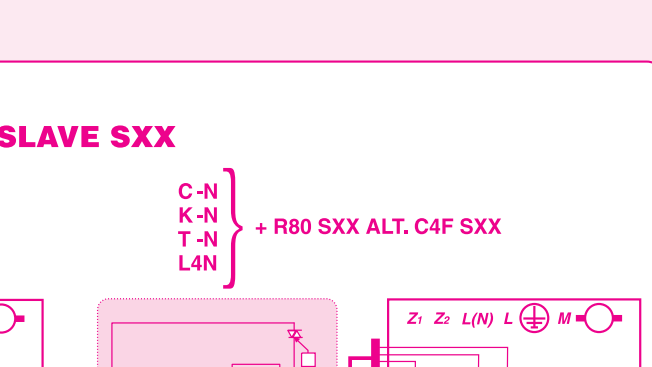 SLAVE SXX
C-N
K-N
T-N
L4N
+ R80 SXX ALT. C4F SXX
Z1 Z2 L(N) L M